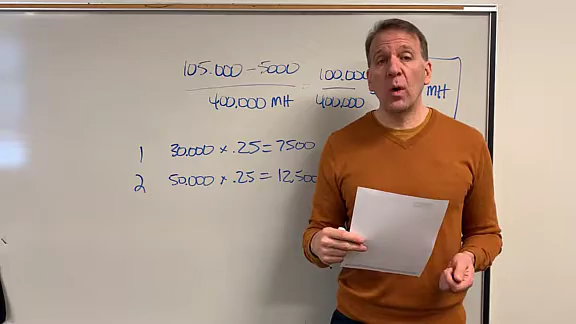 105.000 - 5000 100.000
400.000 MH 400.000 MH
1 30.000 x .25 = 7500
2 50.000 x .25 = 12,500